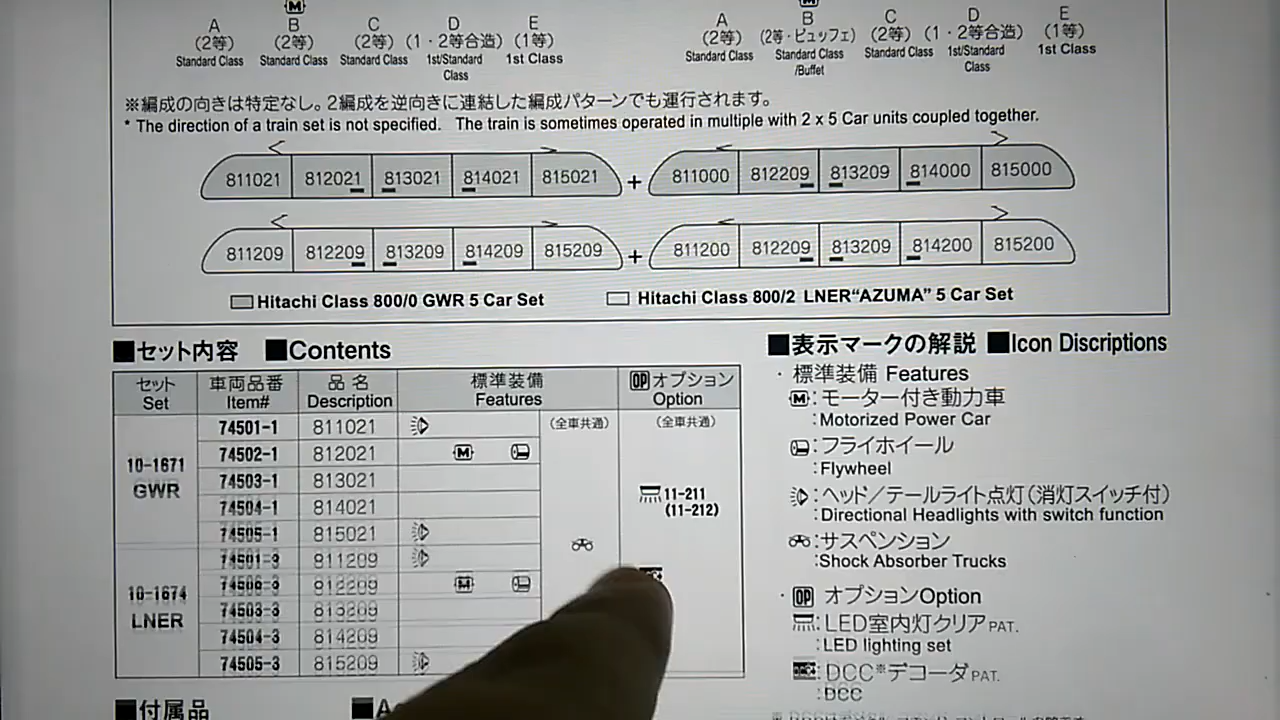 M M
A B C D E A B C D E
(2等) (2等) (2等) (1・2等合造) (1等) (2等) (2等・ビュッフェ) (2等) (1・2等合造) (1等)
Standard Class Standard Class Standard Class 1st/Standard Class 1st Class Standard Class Standard Class /Buffet Standard Class 1st/Standard Class 1st Class
※編成の向きは特定なし。2編成を逆向きに連結した編成パターンでも運行されます。
* The direction of a train set is not specified. The train is sometimes operated in multiple with 2 x 5 Car units coupled together.
811021 812021 813021 814021 815021 + 811000 812209 813209 814000 815000
811209 812209 813209 814209 815209 + 811200 812209 813209 814200 815200
Hitachi Class 800/0 GWR 5 Car Set Hitachi Class 800/2 LNER“AZUMA” 5 Car Set
■セット内容 ■Contents
セット Set 車両品番 Item# 品名 Description 標準装備 Features OP オプション Option
(全車共通) (全車共通)
10-1671 GWR
74501-1 811021
74502-1 812021 M
74503-1 813021
74504-1 814021
74505-1 815021
11-211
(11-212)
10-1674 LNER
74501-3 811209
74506-3 812209 M
74503-3 813209
74504-3 814209
74505-3 815209
■表示マークの解説 ■Icon Discriptions
・標準装備 Features
M:モーター付き動力車
:Motorized Power Car
:フライホイール
:Flywheel
:ヘッド/テールライト点灯(消灯スイッチ付)
:Directional Headlights with switch function
:サスペンション
:Shock Absorber Trucks
・OP オプションOption
:LED室内灯クリアPAT.
:LED lighting set
DCC:DCC※デコーダPAT.
:DCC
■付属品 ■A